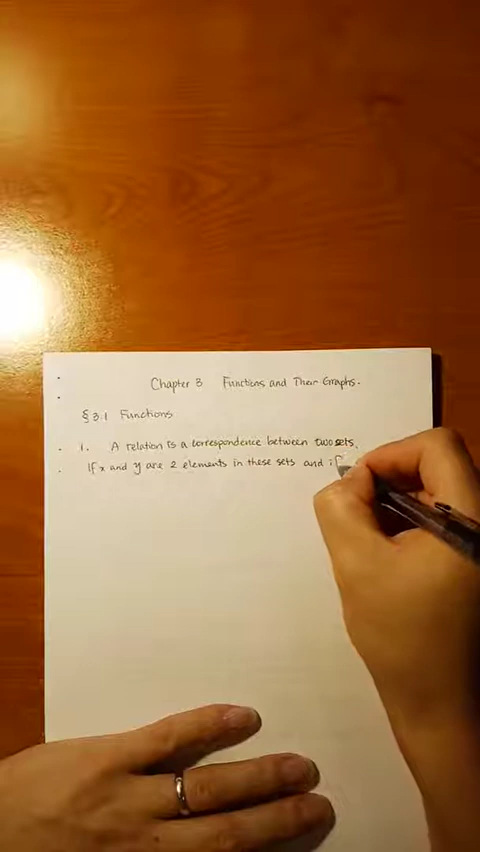 Chapter 3 Functions and Their Graphs.
§3.1 Functions
1. A relation is a correspondence between two sets.
If x and y are 2 elements in these sets and if